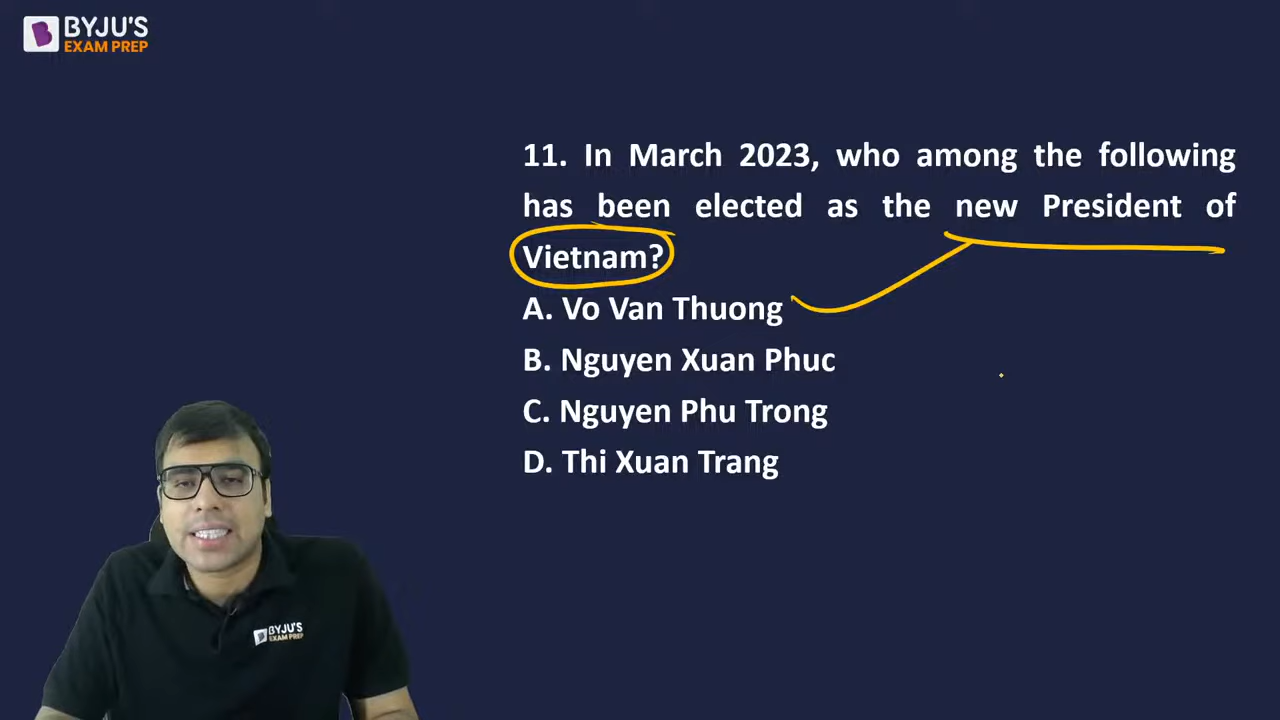 BYJU'S
EXAM PREP
11. In March 2023, who among the following
has been elected as the new President of
Vietnam?
A. Vo Van Thuong
B. Nguyen Xuan Phuc
C. Nguyen Phu Trong
D. Thi Xuan Trang
BYJU'S
EXAM PREP